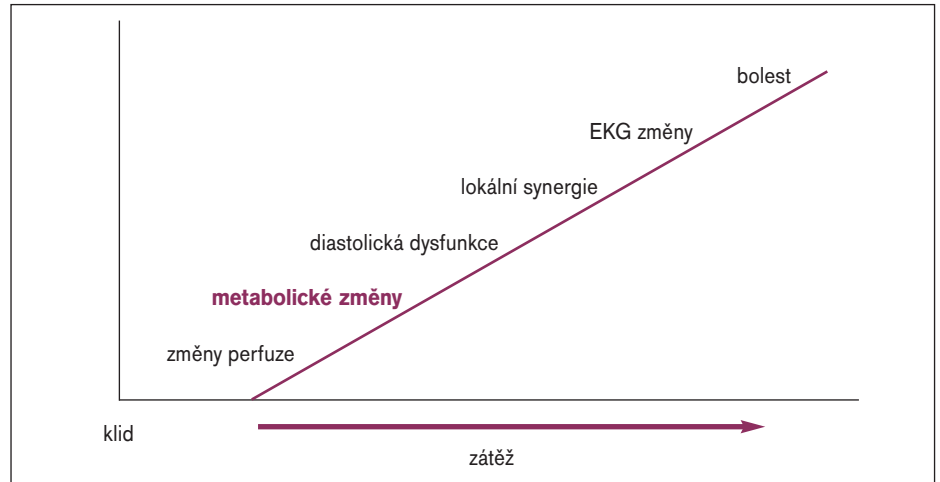 bolest
EKG změny
lokální synergie
diastolická dysfunkce
metabolické změny
změny perfuze
klid
zátěž